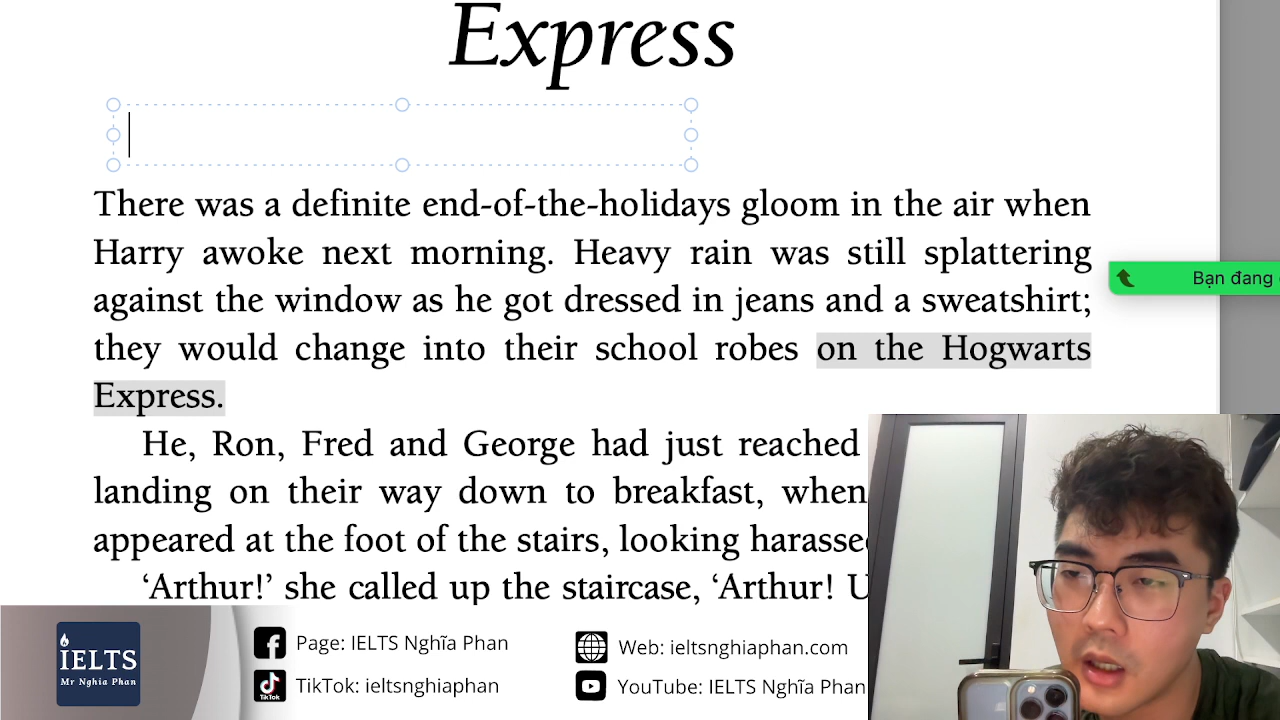 Express
There was a definite end-of-the-holidays gloom in the air when
Harry awoke next morning. Heavy rain was still splattering
against the window as he got dressed in jeans and a sweatshirt;
they would change into their school robes on the Hogwarts
Express.
He, Ron, Fred and George had just reached
landing on their way down to breakfast, when
appeared at the foot of the stairs, looking harassed
‘Arthur!’ she called up the staircase, ‘Arthur! U
Bạn đang
IELTS
Mr Nghia Phan
Page: IELTS Nghĩa Phan
TikTok
TikTok: ieltsnghiaphan
Web: ieltsnghiaphan.com
YouTube: IELTS Nghĩa Phan